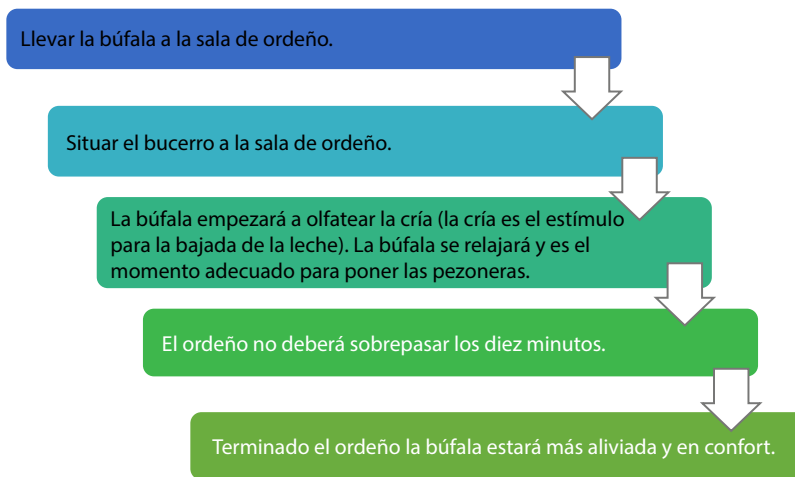 Llevar la búfala a la sala de ordeño.
Situar el bucerro a la sala de ordeño.
La búfala empezará a olfatear la cría (la cría es el estímulo
para la bajada de la leche). La búfala se relajará y es el
momento adecuado para poner las pezoneras.
El ordeño no deberá sobrepasar los diez minutos.
Terminado el ordeño la búfala estará más aliviada y en confort.